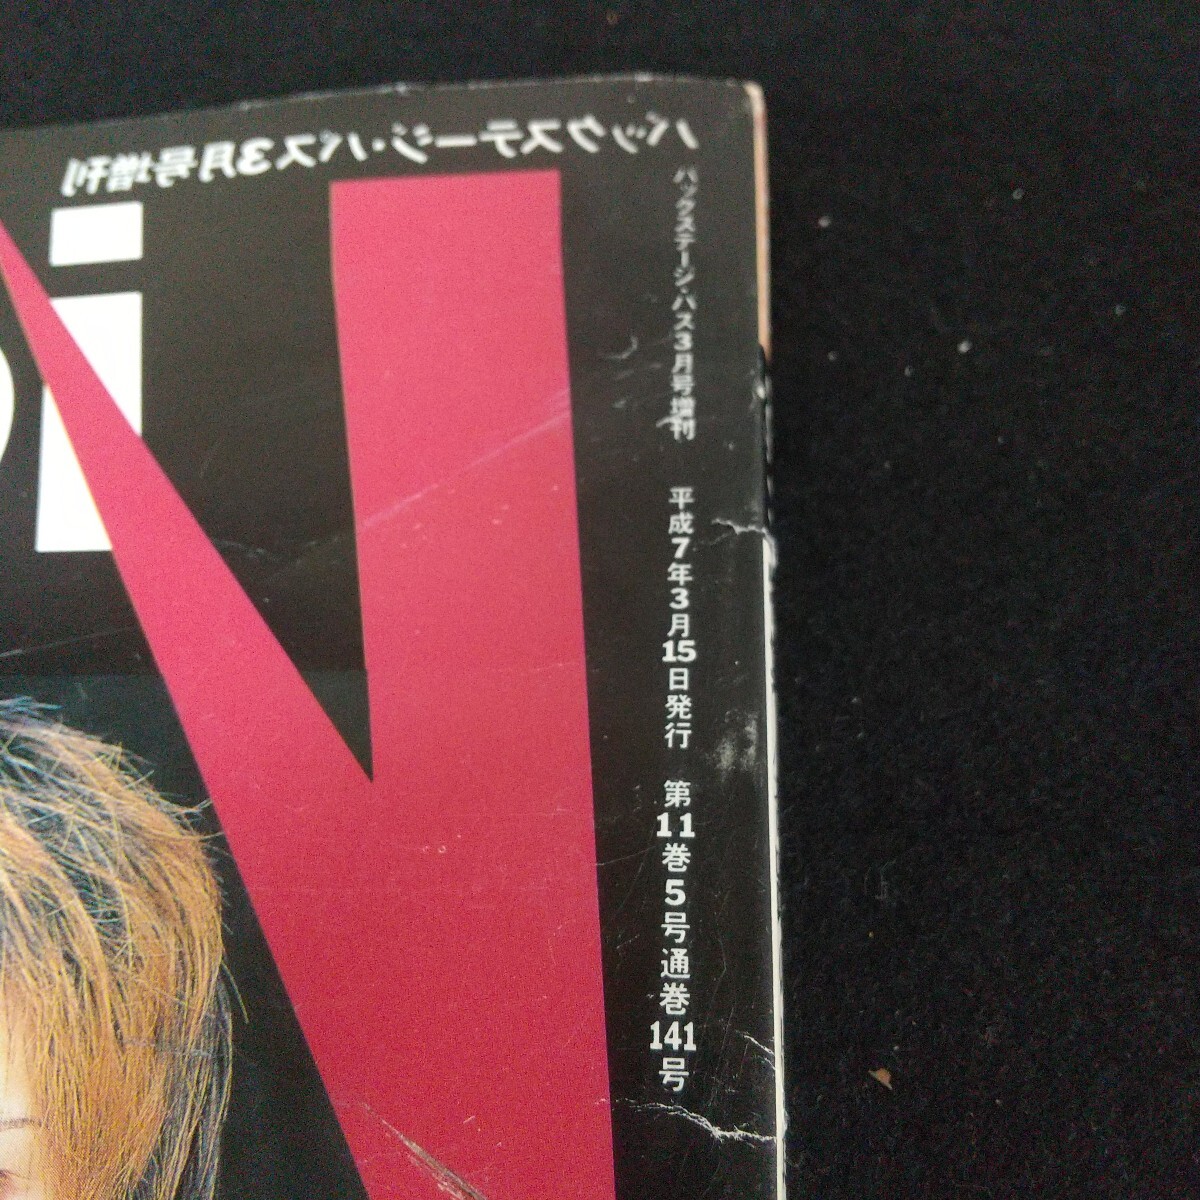 バックステージ・パス3月号増刊
i
N
バックステージ・パス3月号増刊 平成7年3月15日発行 第11巻5号通巻141号